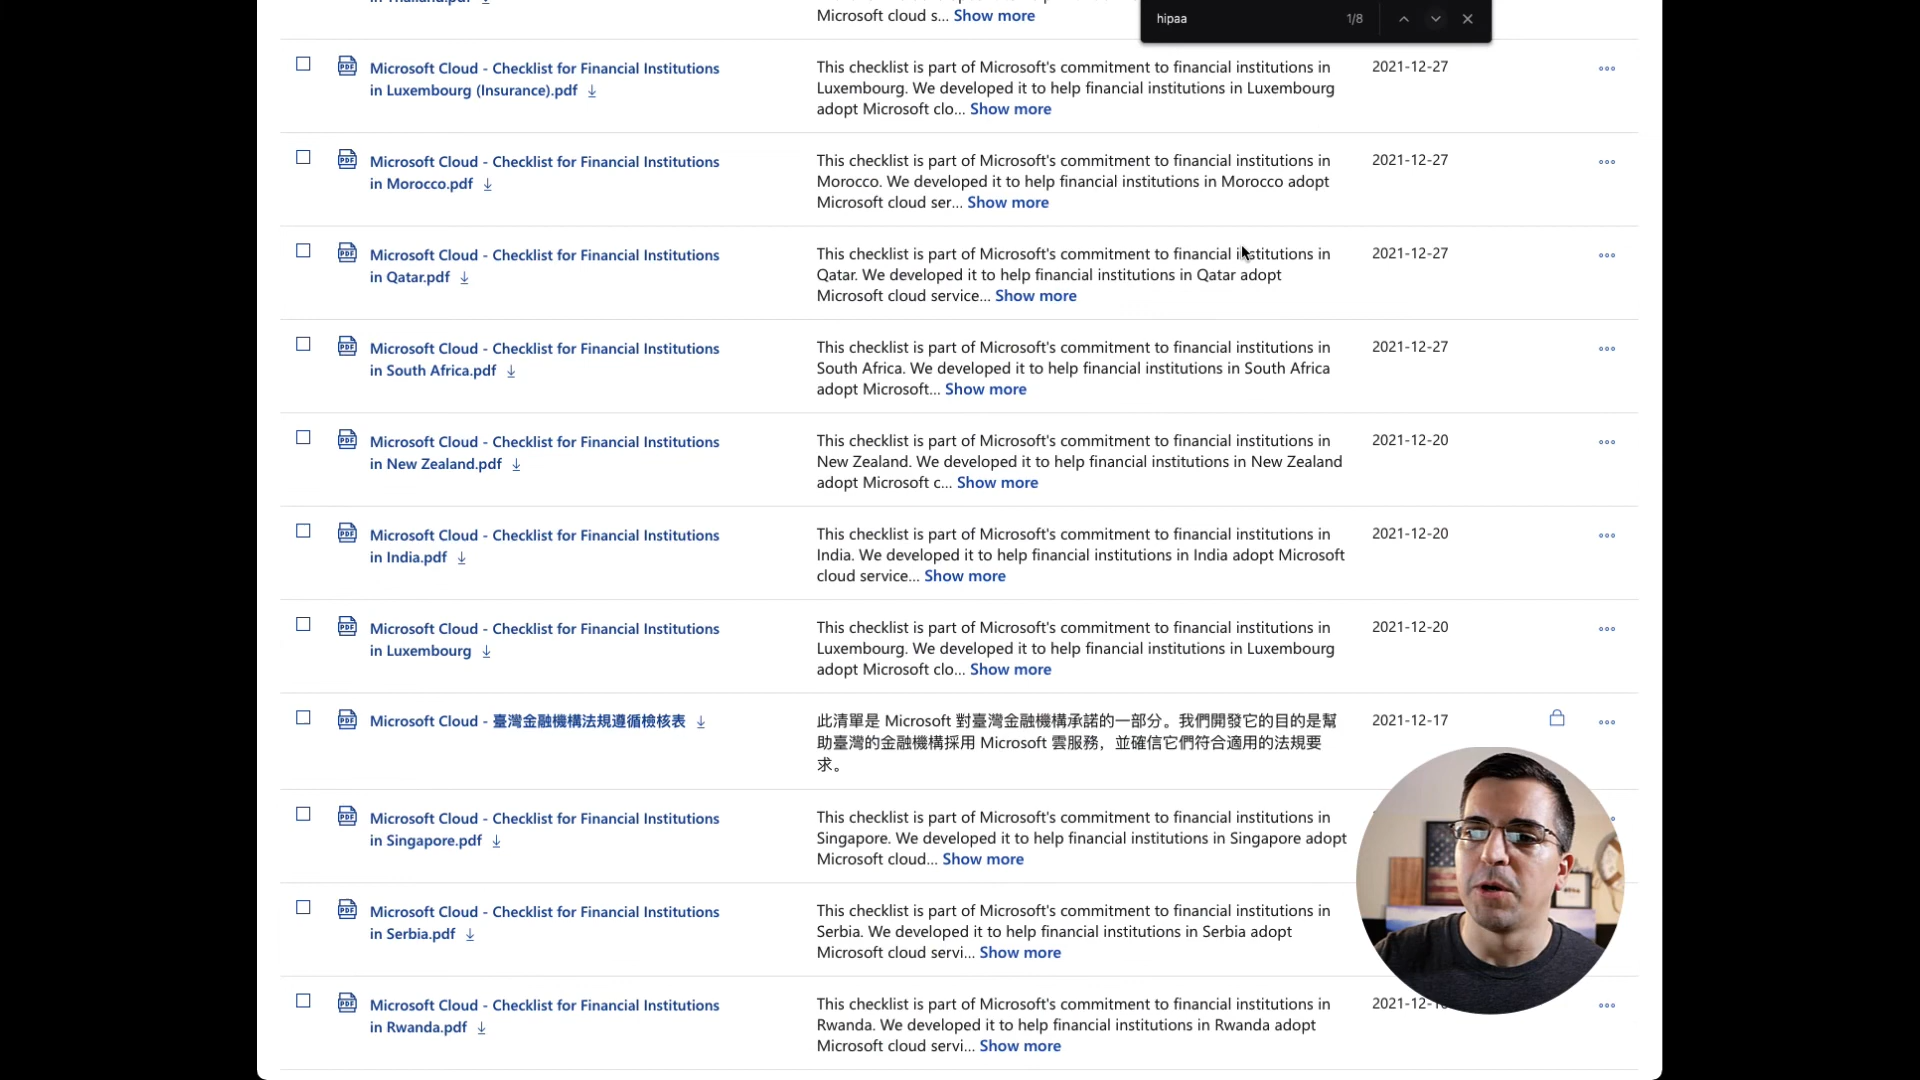 in Thailand.pdf
Microsoft cloud s... Show more
hipaa
1/8
Microsoft Cloud - Checklist for Financial Institutions
in Luxembourg (Insurance).pdf
This checklist is part of Microsoft's commitment to financial institutions in
Luxembourg. We developed it to help financial institutions in Luxembourg
adopt Microsoft clo... Show more
2021-12-27
Microsoft Cloud - Checklist for Financial Institutions
in Morocco.pdf
This checklist is part of Microsoft's commitment to financial institutions in
Morocco. We developed it to help financial institutions in Morocco adopt
Microsoft cloud ser... Show more
2021-12-27
Microsoft Cloud - Checklist for Financial Institutions
in Qatar.pdf
This checklist is part of Microsoft's commitment to financial institutions in
Qatar. We developed it to help financial institutions in Qatar adopt
Microsoft cloud service... Show more
2021-12-27
Microsoft Cloud - Checklist for Financial Institutions
in South Africa.pdf
This checklist is part of Microsoft's commitment to financial institutions in
South Africa. We developed it to help financial institutions in South Africa
adopt Microsoft... Show more
2021-12-27
Microsoft Cloud - Checklist for Financial Institutions
in New Zealand.pdf
This checklist is part of Microsoft's commitment to financial institutions in
New Zealand. We developed it to help financial institutions in New Zealand
adopt Microsoft c... Show more
2021-12-20
Microsoft Cloud - Checklist for Financial Institutions
in India.pdf
This checklist is part of Microsoft's commitment to financial institutions in
India. We developed it to help financial institutions in India adopt Microsoft
cloud service... Show more
2021-12-20
Microsoft Cloud - Checklist for Financial Institutions
in Luxembourg
This checklist is part of Microsoft's commitment to financial institutions in
Luxembourg. We developed it to help financial institutions in Luxembourg
adopt Microsoft clo... Show more
2021-12-20
Microsoft Cloud - 臺灣金融機構法規遵循檢核表
此清單是 Microsoft 對臺灣金融機構承諾的一部分。我們開發它的目的是幫
助臺灣的金融機構採用 Microsoft 雲服務，並確信它們符合適用的法規要
求。
2021-12-17
Microsoft Cloud - Checklist for Financial Institutions
in Singapore.pdf
This checklist is part of Microsoft's commitment to financial institutions in
Singapore. We developed it to help financial institutions in Singapore adopt
Microsoft cloud... Show more
Microsoft Cloud - Checklist for Financial Institutions
in Serbia.pdf
This checklist is part of Microsoft's commitment to financial institutions in
Serbia. We developed it to help financial institutions in Serbia adopt
Microsoft cloud servi... Show more
Microsoft Cloud - Checklist for Financial Institutions
in Rwanda.pdf
This checklist is part of Microsoft's commitment to financial institutions in
Rwanda. We developed it to help financial institutions in Rwanda adopt
Microsoft cloud servi... Show more
2021-12-